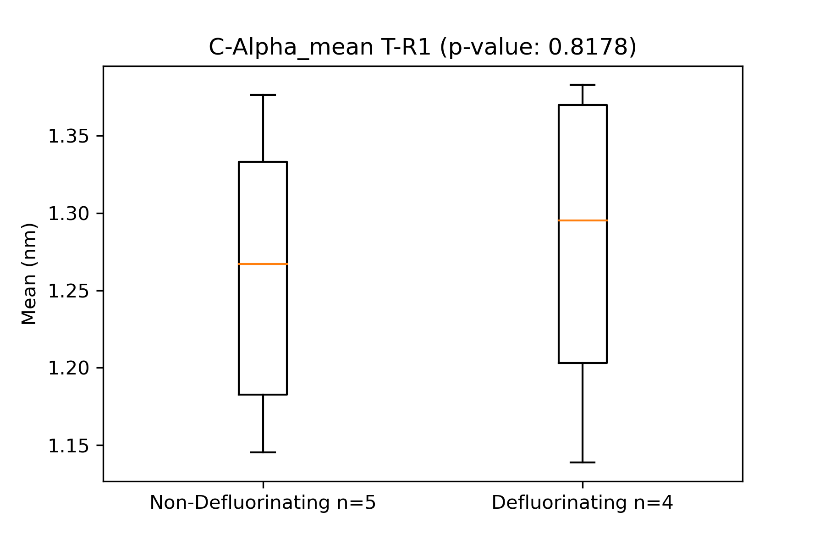 C-Alpha_mean T-R1 (p-value: 0.8178)
Mean (nm)
1.35
1.30
1.25
1.20
1.15
Non-Defluorinating n=5
Defluorinating n=4